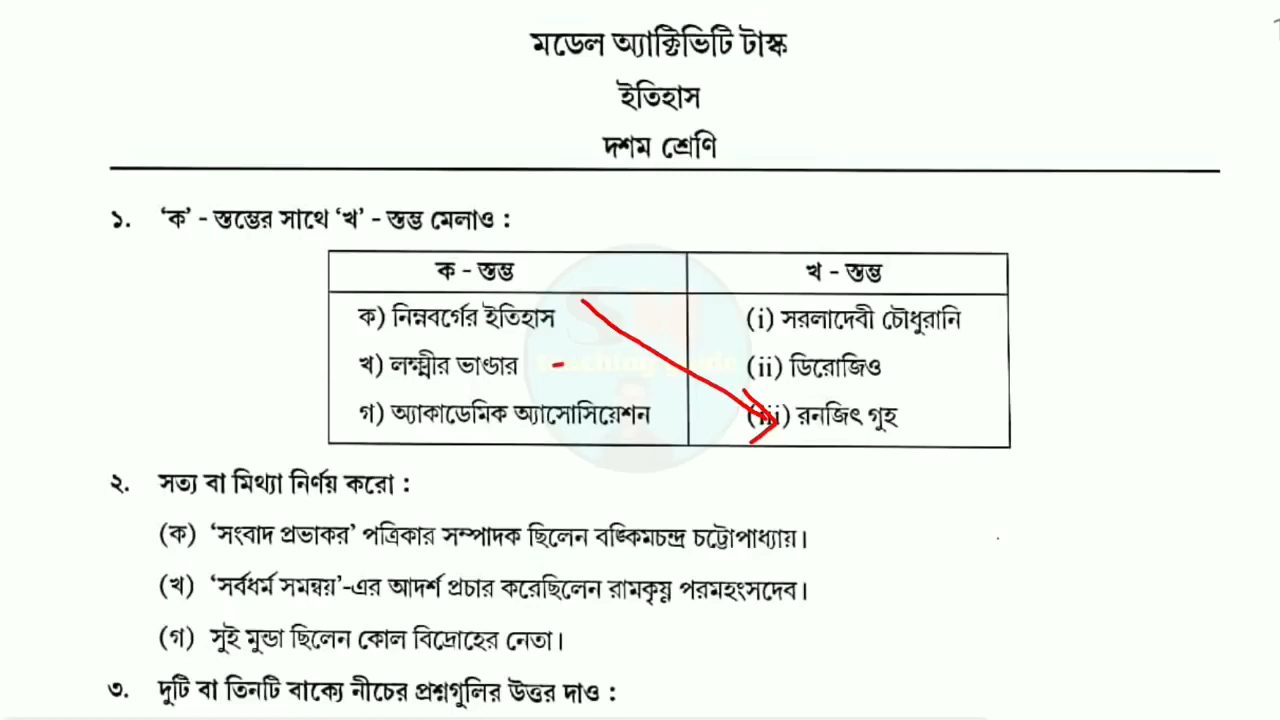 মডেল অ্যাক্টিভিটি টাস্ক
ইতিহাস
দশম শ্রেণি
১. ‘ক’ - স্তম্ভের সাথে ‘খ’ - স্তম্ভ মেলাও :
ক - স্তম্ভ খ - স্তম্ভ
ক) নিম্নবর্গের ইতিহাস (i) সরলাদেবী চৌধুরানি
খ) লক্ষ্মীর ভাণ্ডার (ii) ডিরোজিও
গ) অ্যাকাডেমিক অ্যাসোসিয়েশন (iii) রনজিৎ গুহ
২. সত্য বা মিথ্যা নির্ণয় করো :
(ক) ‘সংবাদ প্রভাকর’ পত্রিকার সম্পাদক ছিলেন বঙ্কিমচন্দ্র চট্টোপাধ্যায়।
(খ) ‘সর্বধর্ম সমন্বয়’-এর আদর্শ প্রচার করেছিলেন রামকৃষ্ণ পরমহংসদেব।
(গ) সুই মুন্ডা ছিলেন কোল বিদ্রোহের নেতা।
৩. দুটি বা তিনটি বাক্যে নীচের প্রশ্নগুলির উত্তর দাও :